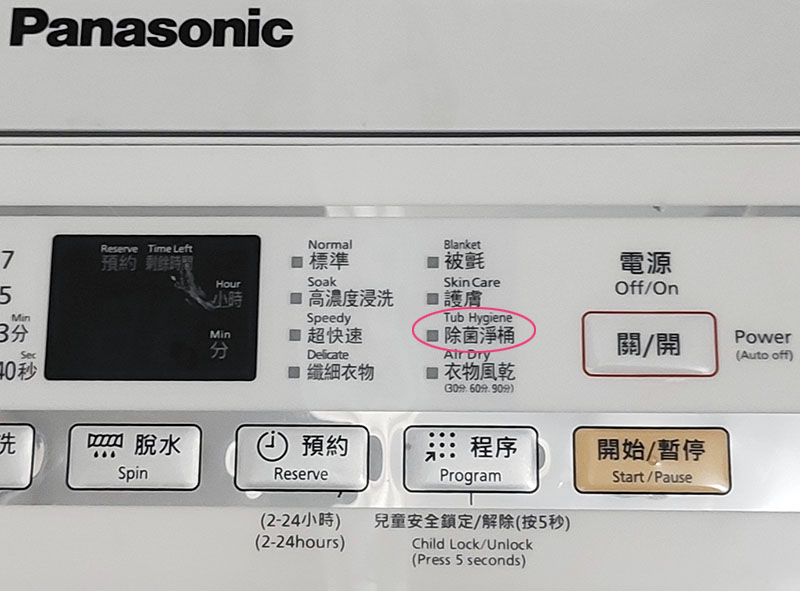 Panasonic
7
5
Min
3分
Sec
40秒
Reserve Time Left
預約 剩餘時間
Hour
小時
Min
分
Normal
標準
Soak
高濃度浸洗
Speedy
超快速
Delicate
纖細衣物
Blanket
被氈
Skin Care
護膚
Tub Hygiene
除菌淨桶
Air Dry
衣物風乾
(30分 60分 90分)
電源
Off/On
關/開
Power
(Auto off)
洗
脫水
Spin
預約
Reserve
程序
Program
開始/暫停
Start/Pause
(2-24小時)
(2-24hours)
兒童安全鎖定/解除(按5秒)
Child Lock/Unlock
(Press 5 seconds)